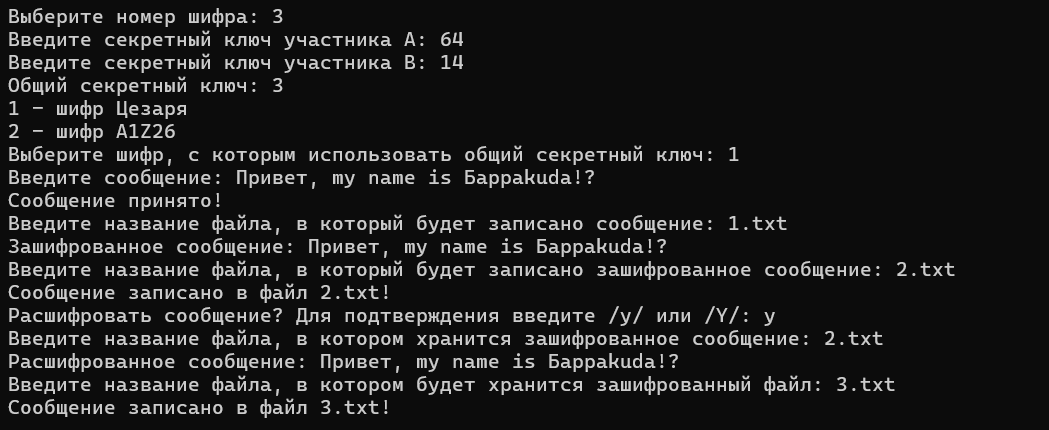 Выберите номер шифра: 3
Введите секретный ключ участника A: 64
Введите секретный ключ участника B: 14
Общий секретный ключ: 3
1 – шифр Цезаря
2 – шифр A1Z26
Выберите шифр, с которым использовать общий секретный ключ: 1
Введите сообщение: Привет, my name is Баррakuda!?
Сообщение принято!
Введите название файла, в который будет записано сообщение: 1.txt
Зашифрованное сообщение: Привет, my name is Баррakuda!?
Введите название файла, в который будет записано зашифрованное сообщение: 2.txt
Сообщение записано в файл 2.txt!
Расшифровать сообщение? Для подтверждения введите /y/ или /Y/: y
Введите название файла, в котором хранится зашифрованное сообщение: 2.txt
Расшифрованное сообщение: Привет, my name is Баррakuda!?
Введите название файла, в котором будет хранится зашифрованный файл: 3.txt
Сообщение записано в файл 3.txt!